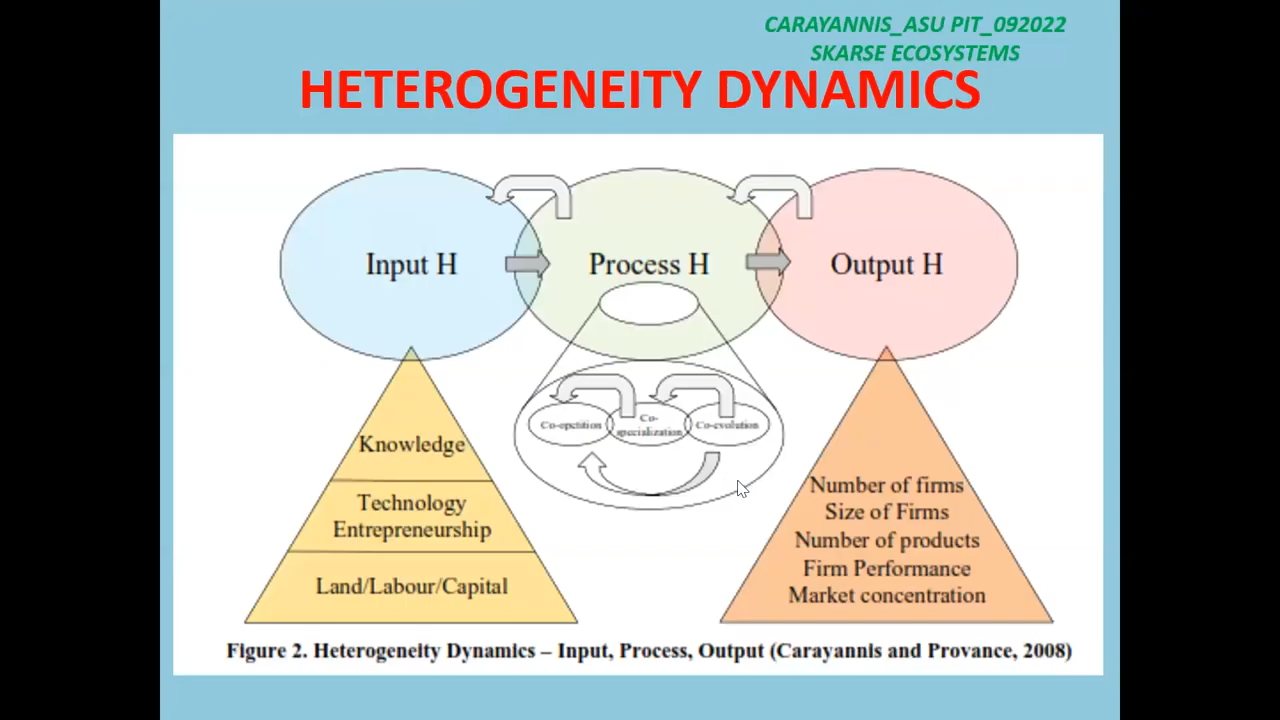 CARAYANNIS_ASU PIT_092022
SKARSE ECOSYSTEMS
HETEROGENEITY DYNAMICS
Input H
Process H
Output H
Co-opetition
Co-
specialization
Co-evolution
Knowledge
Technology
Entrepreneurship
Land/Labour/Capital
Number of firms
Size of Firms
Number of products
Firm Performance
Market concentration
Figure 2. Heterogeneity Dynamics – Input, Process, Output (Carayannis and Provance, 2008)